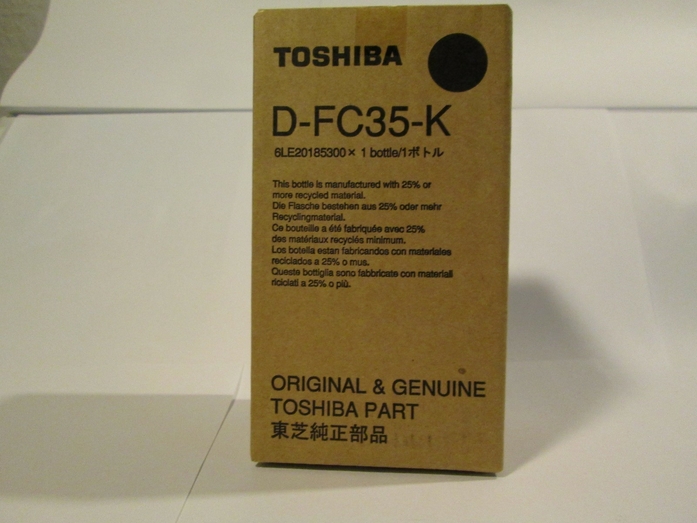 TOSHIBA
D-FC35-K
6LE20185300× 1 bottle/1ボトル
This bottle is manufactured with 25% or
more recycled material.
Die Flasche bestehen aus 25% oder mehr
Recyclingmaterial.
Ce bouteille a été fabriquée avec 25%
des matériaux recyclés minimum.
Los botella estan fabricandos con materiales
reciclados a 25% o mus.
Queste bottiglia sono fabbricate con materiali
riciclati a 25% o più.
ORIGINAL & GENUINE
TOSHIBA PART
東芝純正部品